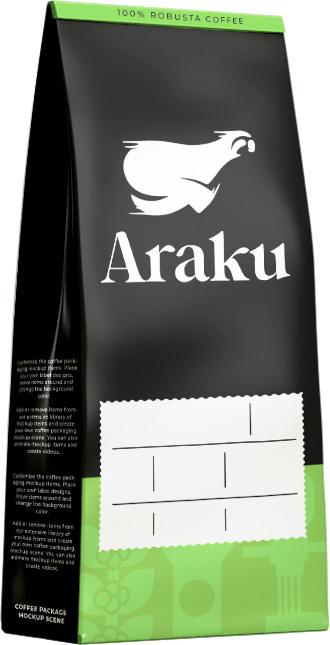 100% ROBUSTA COFFEE
Araku
Customize the coffee pack-
aging mockup items. Place
your own label designs,
move items around and
change the background
color.
Add or remove items from
our extensive library of
mockup items and create
your own coffee packaging
mockup scene. You can also
animate mockup items and
create videos.
Customize the coffee pack-
aging mockup items. Place
your own label designs,
move items around and
change the background
color.
Add or remove items from
our extensive library of
mockup items and create
your own coffee packaging
mockup scene. You can also
animate mockup items and
create videos.
COFFEE PACKAGE
MOCKUP SCENE